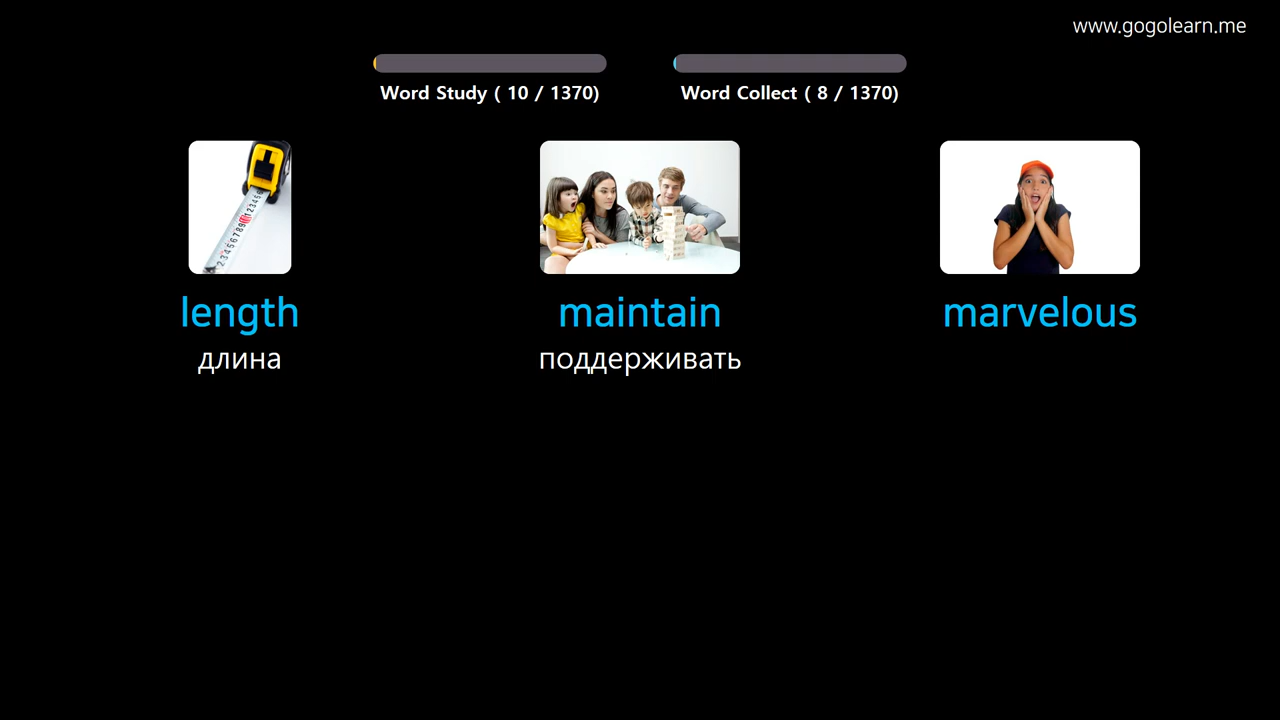 www.gogolearn.me
Word Study ( 10 / 1370)
Word Collect ( 8 / 1370)
length
maintain
marvelous
длина
поддерживать